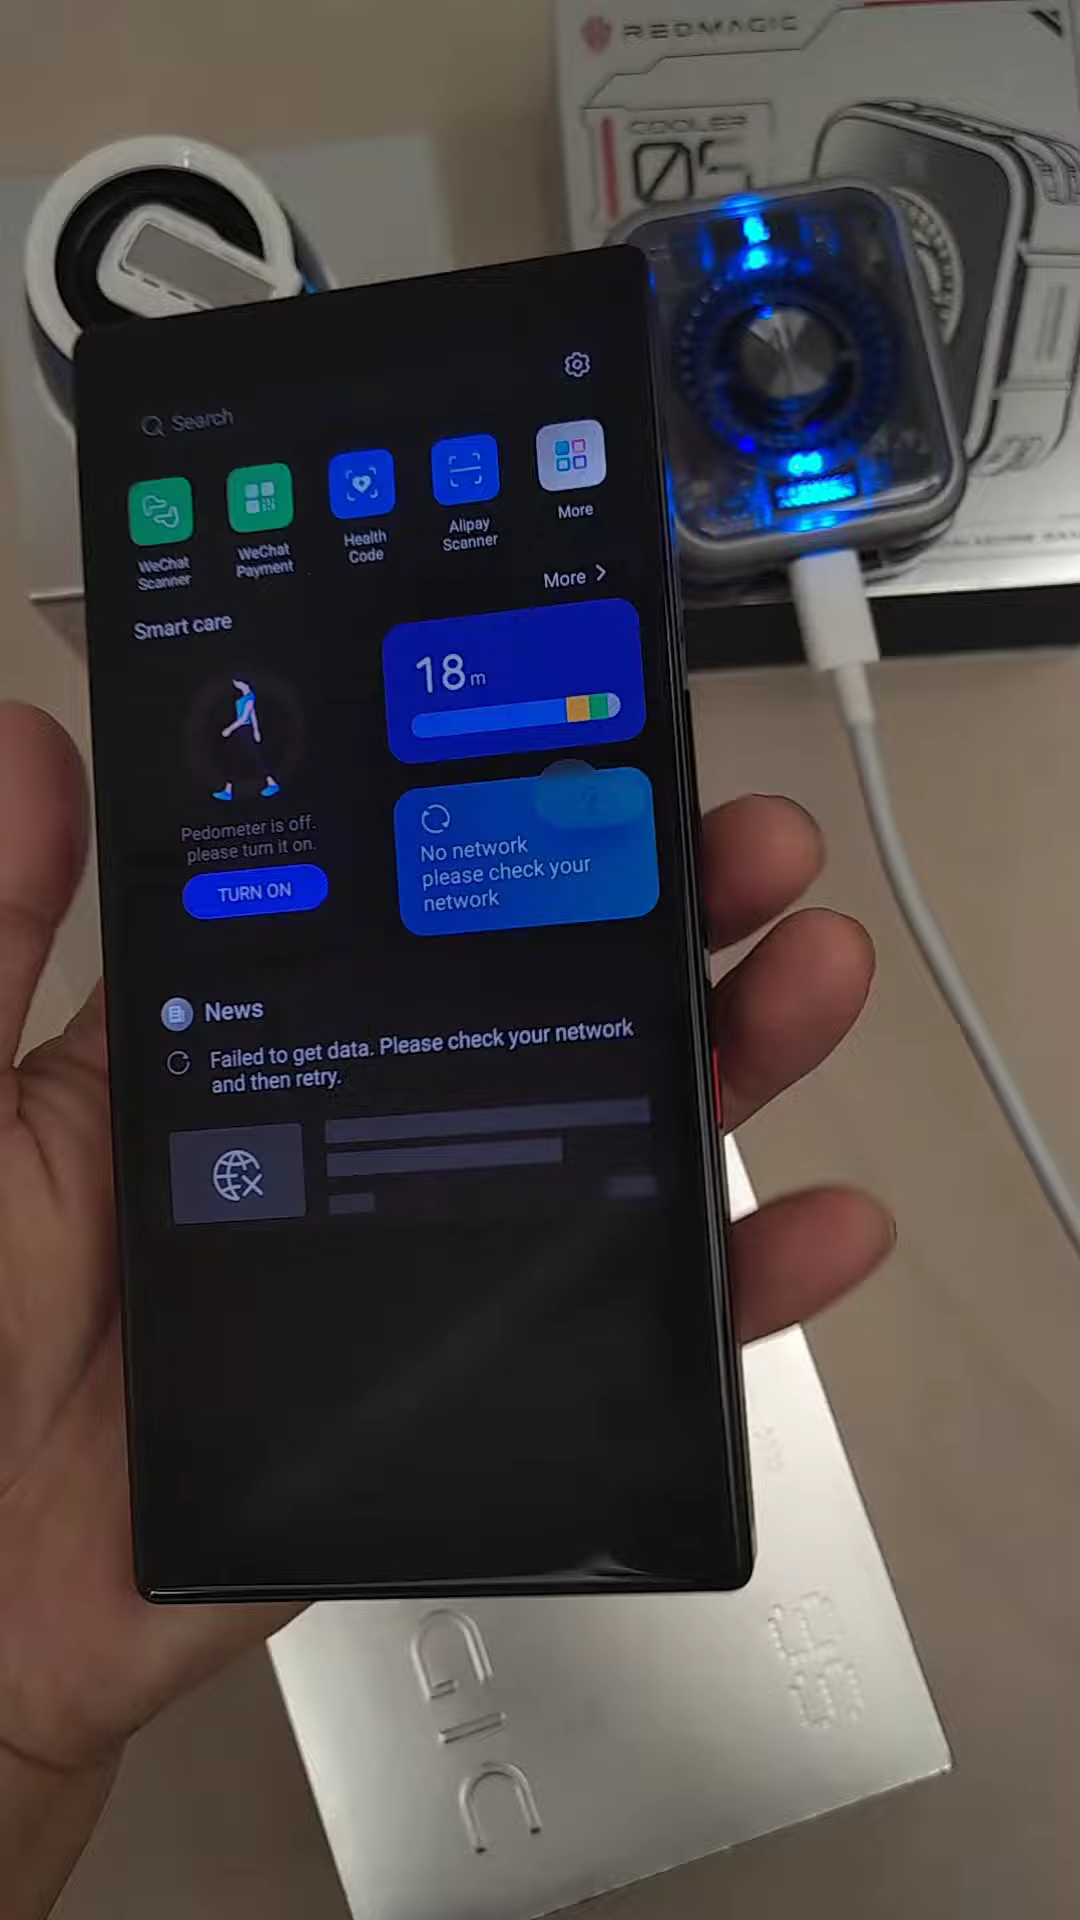 REDMAGIC
COOLER
05
Search
WeChat
Scanner
WeChat
Payment
Health
Code
Alipay
Scanner
More
More
Smart care
18m
Pedometer is off.
please turn it on.
TURN ON
No network
please check your
network
News
Failed to get data. Please check your network
and then retry.
GIC